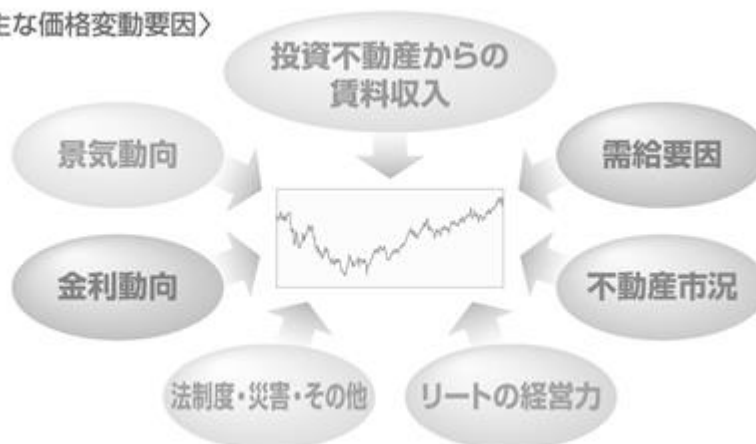 主な価格変動要因〉
投資不動産からの
賃料収入
景気動向
需給要因
金利動向
不動産市況
法制度・災害・その他
リートの経営力